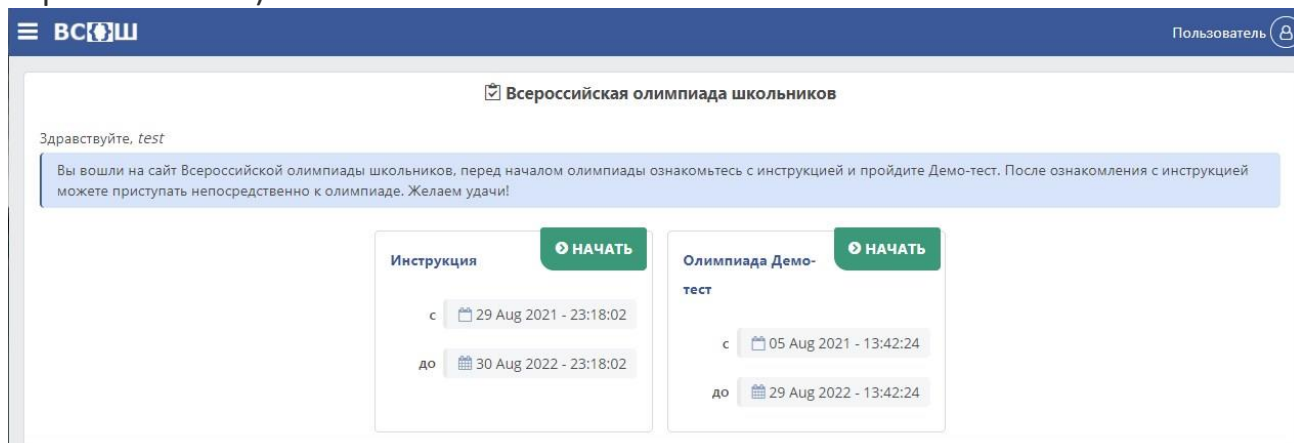 ВС[🞄]Ш
Пользователь
Всероссийская олимпиада школьников
Здравствуйте, test
Вы вошли на сайт Всероссийской олимпиады школьников, перед началом олимпиады ознакомьтесь с инструкцией и пройдите Демо-тест. После ознакомления с инструкцией
можете приступать непосредственно к олимпиаде. Желаем удачи!
Инструкция
НАЧАТЬ
с 29 Aug 2021 - 23:18:02
до 30 Aug 2022 - 23:18:02
Олимпиада Демо-
тест
НАЧАТЬ
с 05 Aug 2021 - 13:42:24
до 29 Aug 2022 - 13:42:24